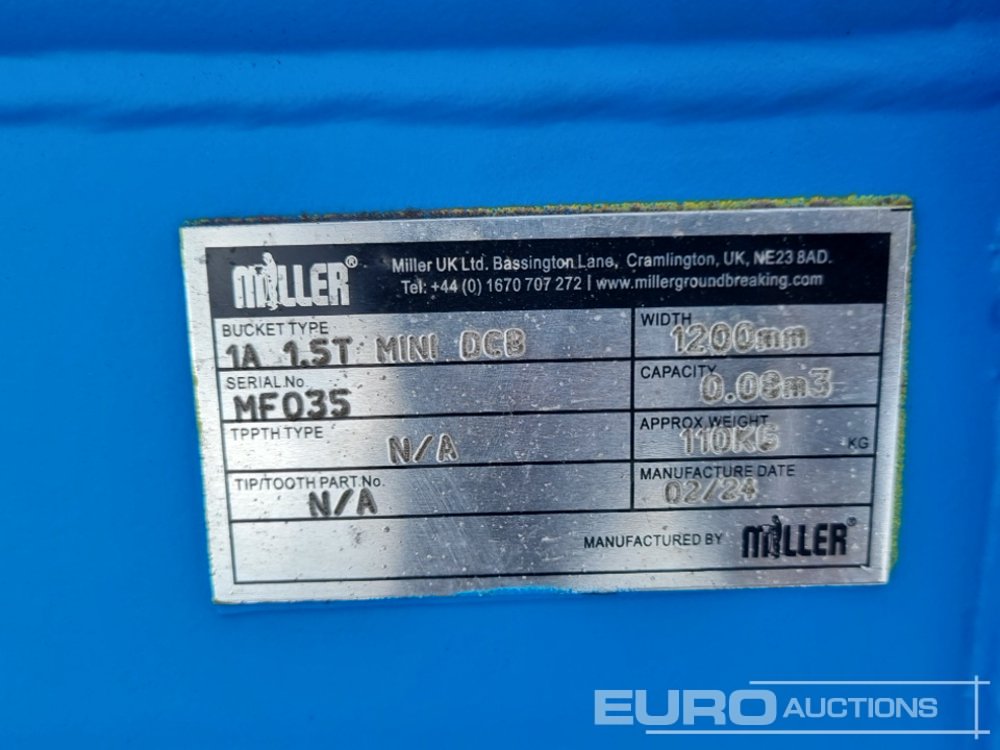 MILLER® Miller UK Ltd. Bassington Lane, Cramlington, UK, NE23 8AD.
Tel: +44 (0) 1670 707 272 | www.millergroundbreaking.com
BUCKET TYPE
1A 1.5T MINI DCB
WIDTH
1200mm
SERIAL No.
MF035
CAPACITY
0.08m3
TPPTH TYPE
N/A
APPROX.WEIGHT
110KG KG
TIP/TOOTH PART.No.
N/A
MANUFACTURE DATE
02/24
MANUFACTURED BY MILLER®
EURO AUCTIONS